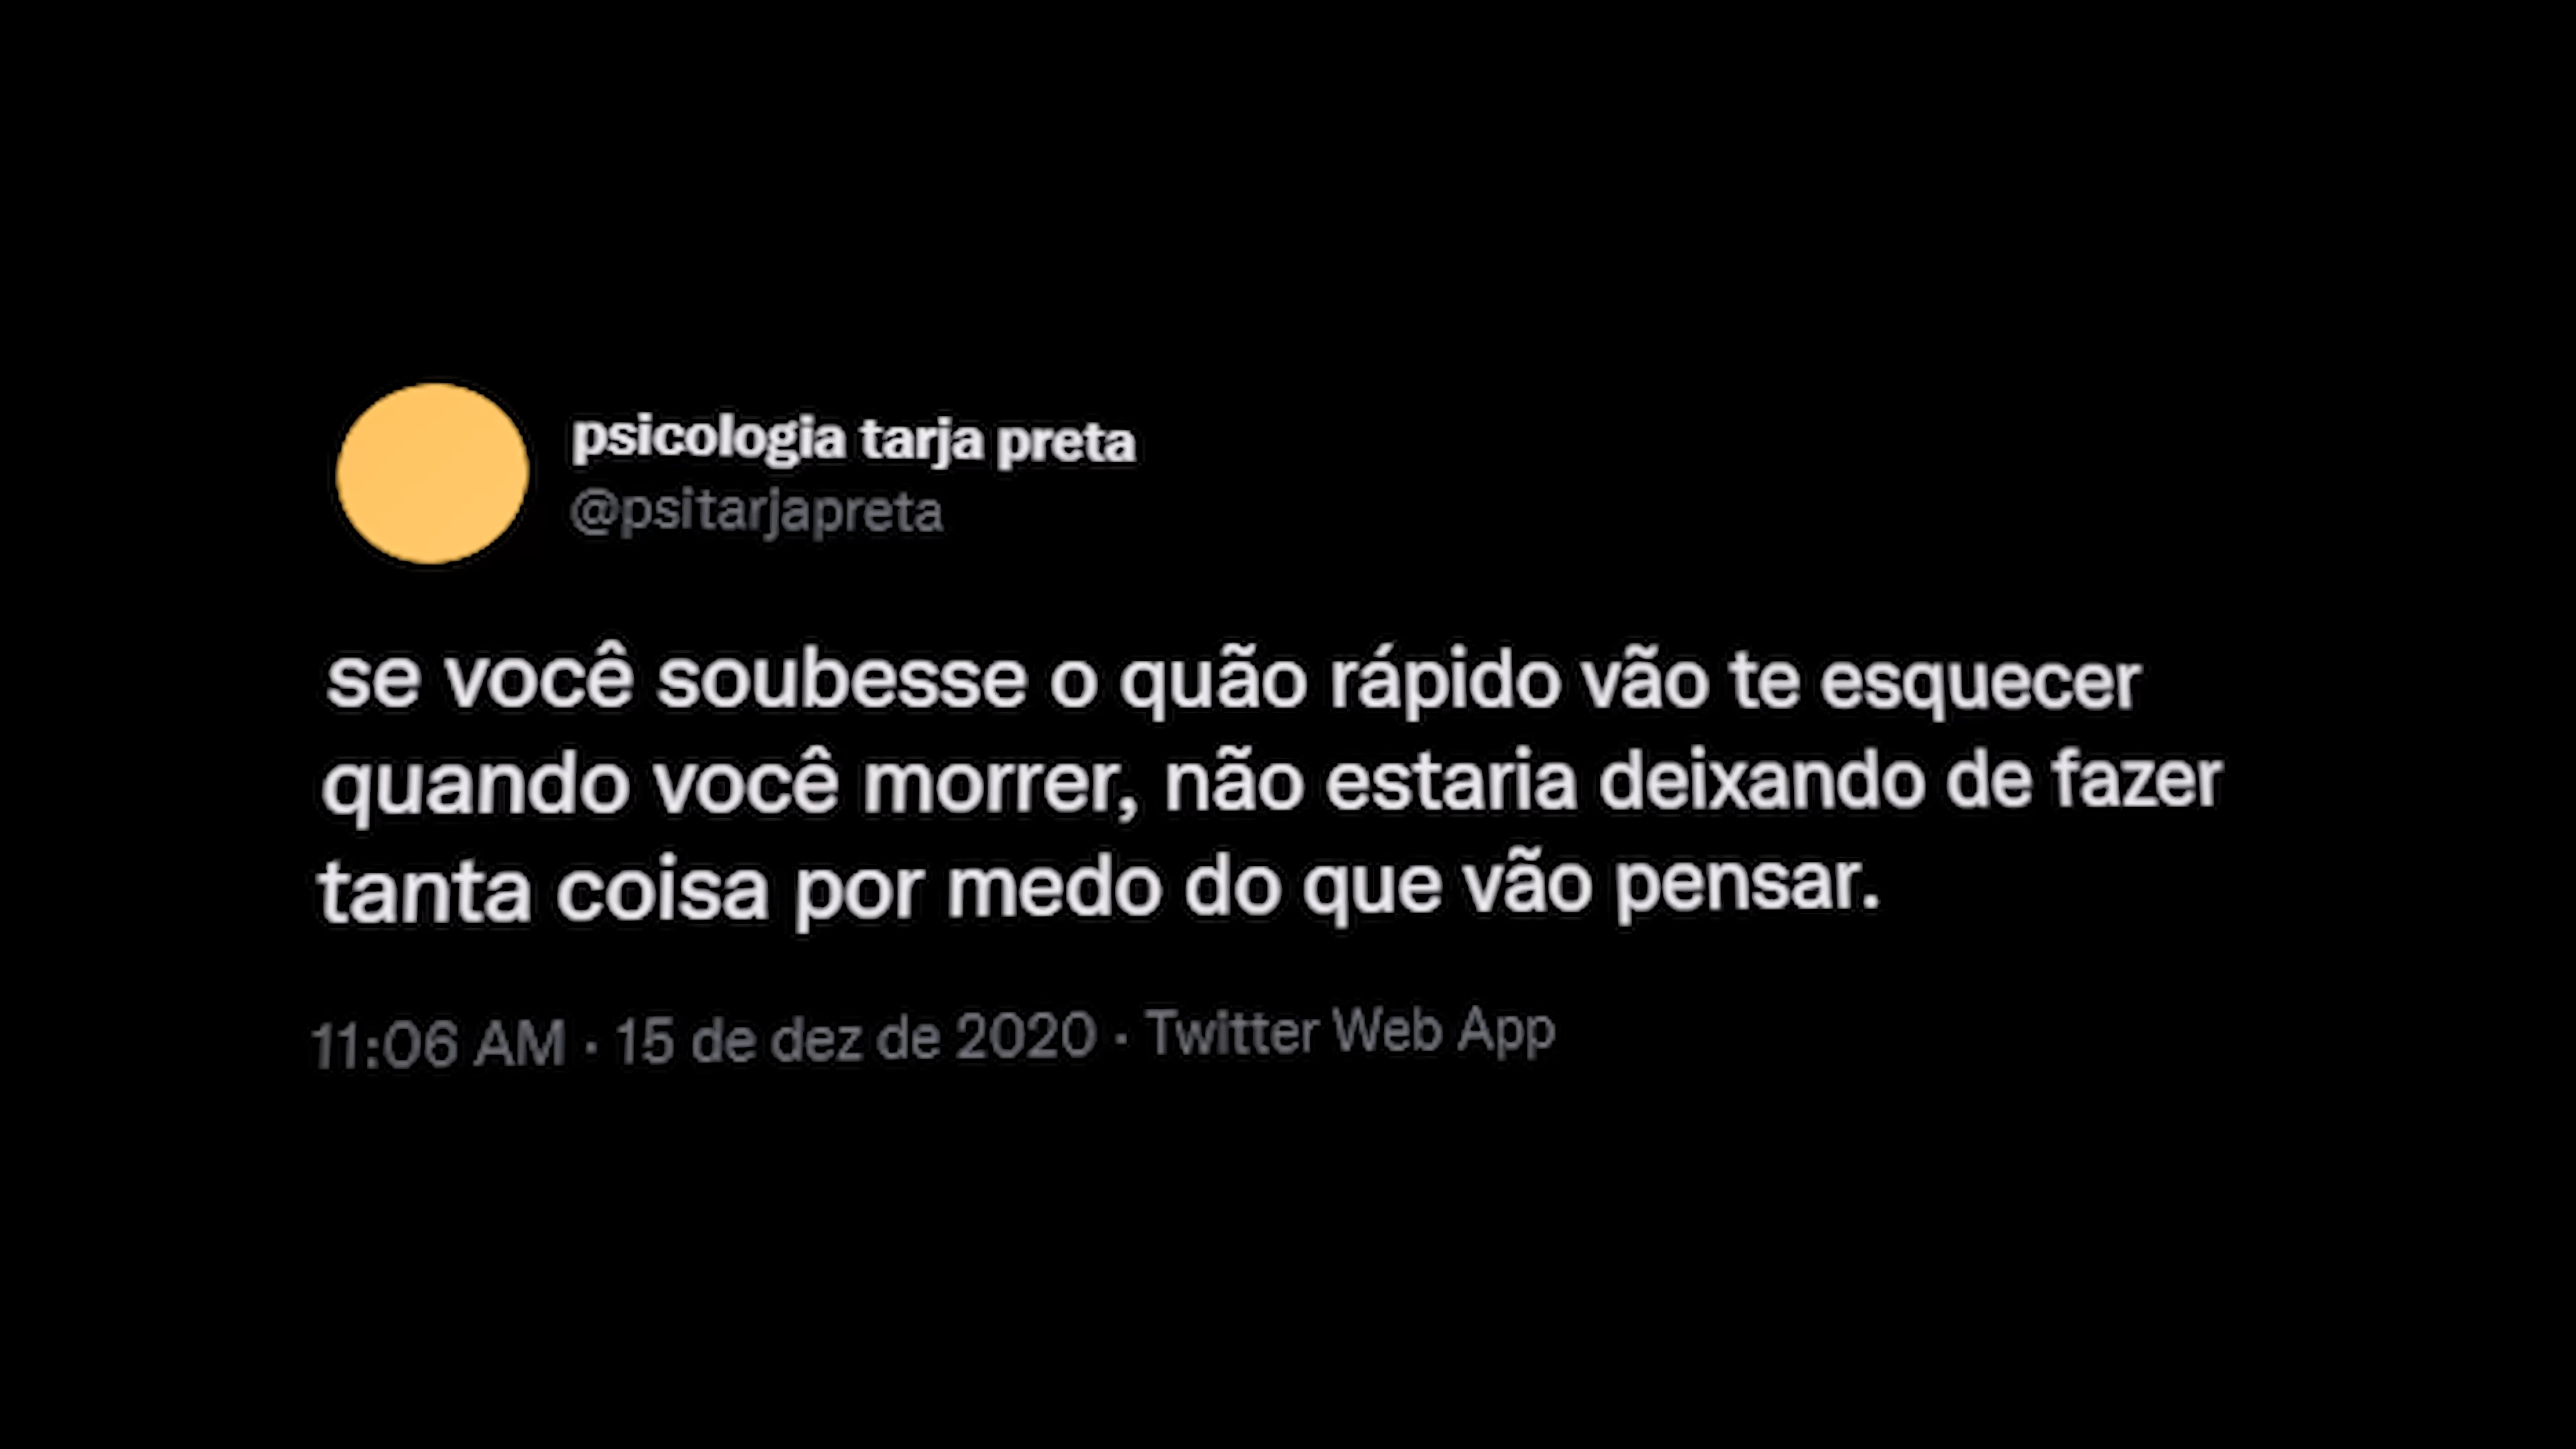 psicologia tarja preta
@psitarjapreta
se você soubesse o quão rápido vão te esquecer
quando você morrer, não estaria deixando de fazer
tanta coisa por medo do que vão pensar.
11:06 AM · 15 de dez de 2020 · Twitter Web App